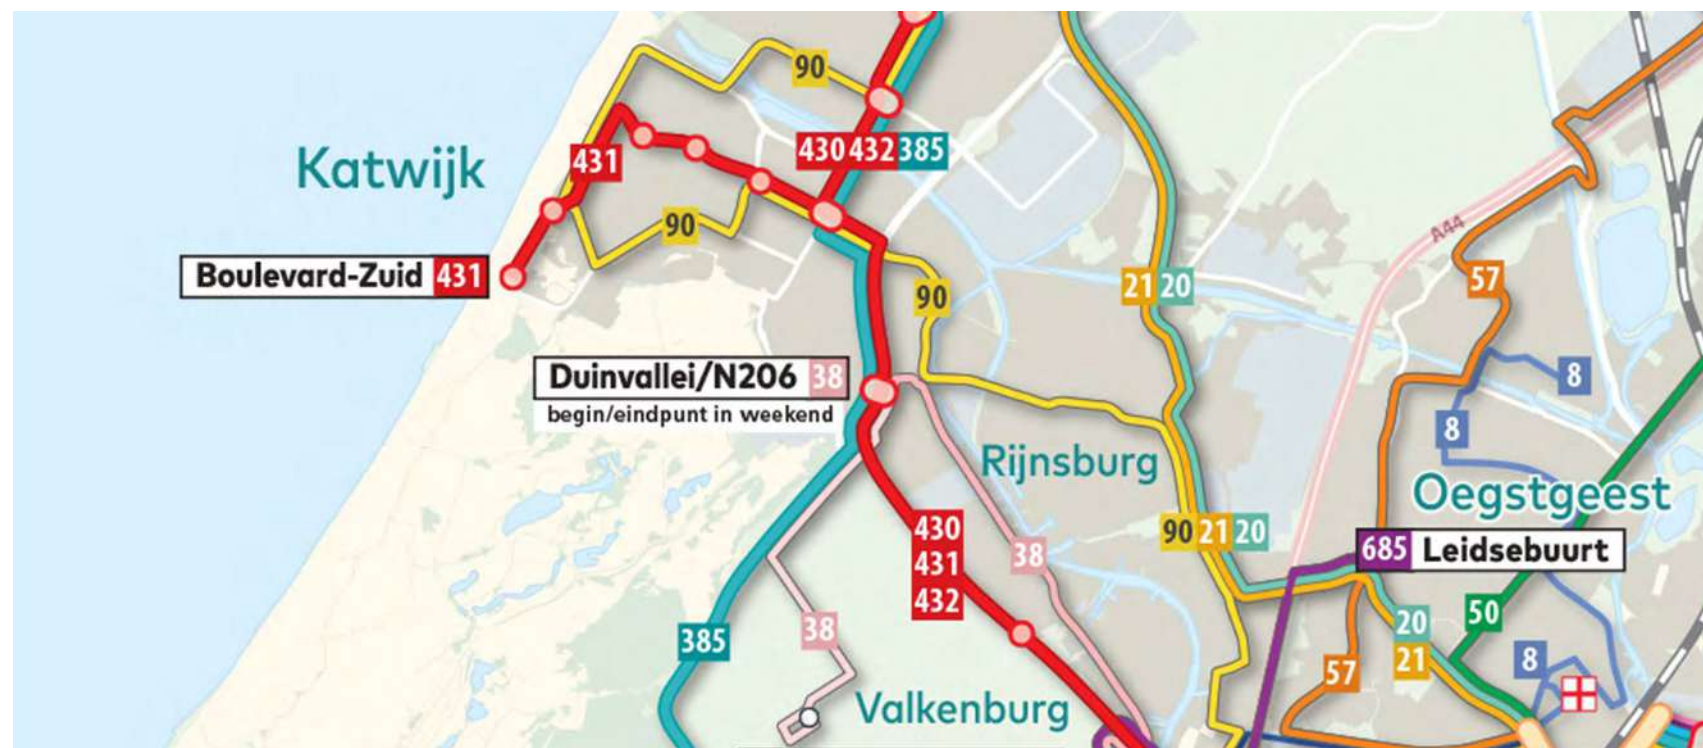 90
430 432 385
Katwijk
431
90
A44
Boulevard-Zuid 431
21 20
57
90
Duinvallei/N206 38
begin/eindpunt in weekend
8
8
Rijnsburg
Oegstgeest
90 21 20
430
431
432
38
685 Leidsebuurt
385
38
50
20
21
57
8
Valkenburg